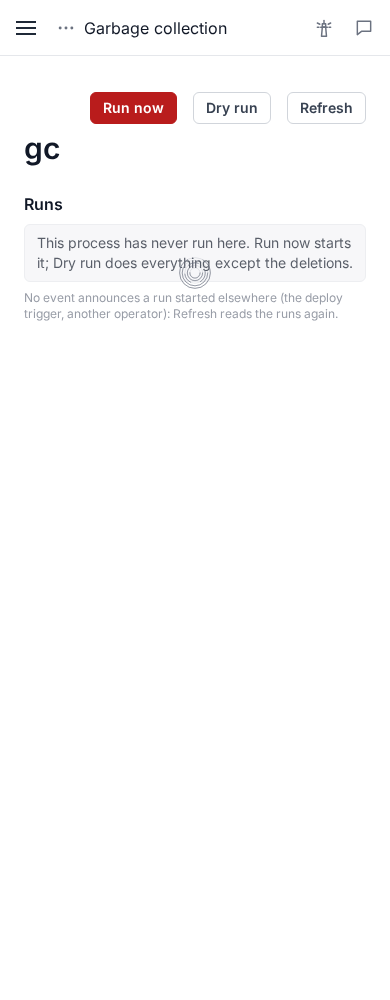 Garbage collection
Run now
Dry run
Refresh
gc
Runs
This process has never run here. Run now starts
it; Dry run does everything except the deletions.
No event announces a run started elsewhere (the deploy
trigger, another operator): Refresh reads the runs again.